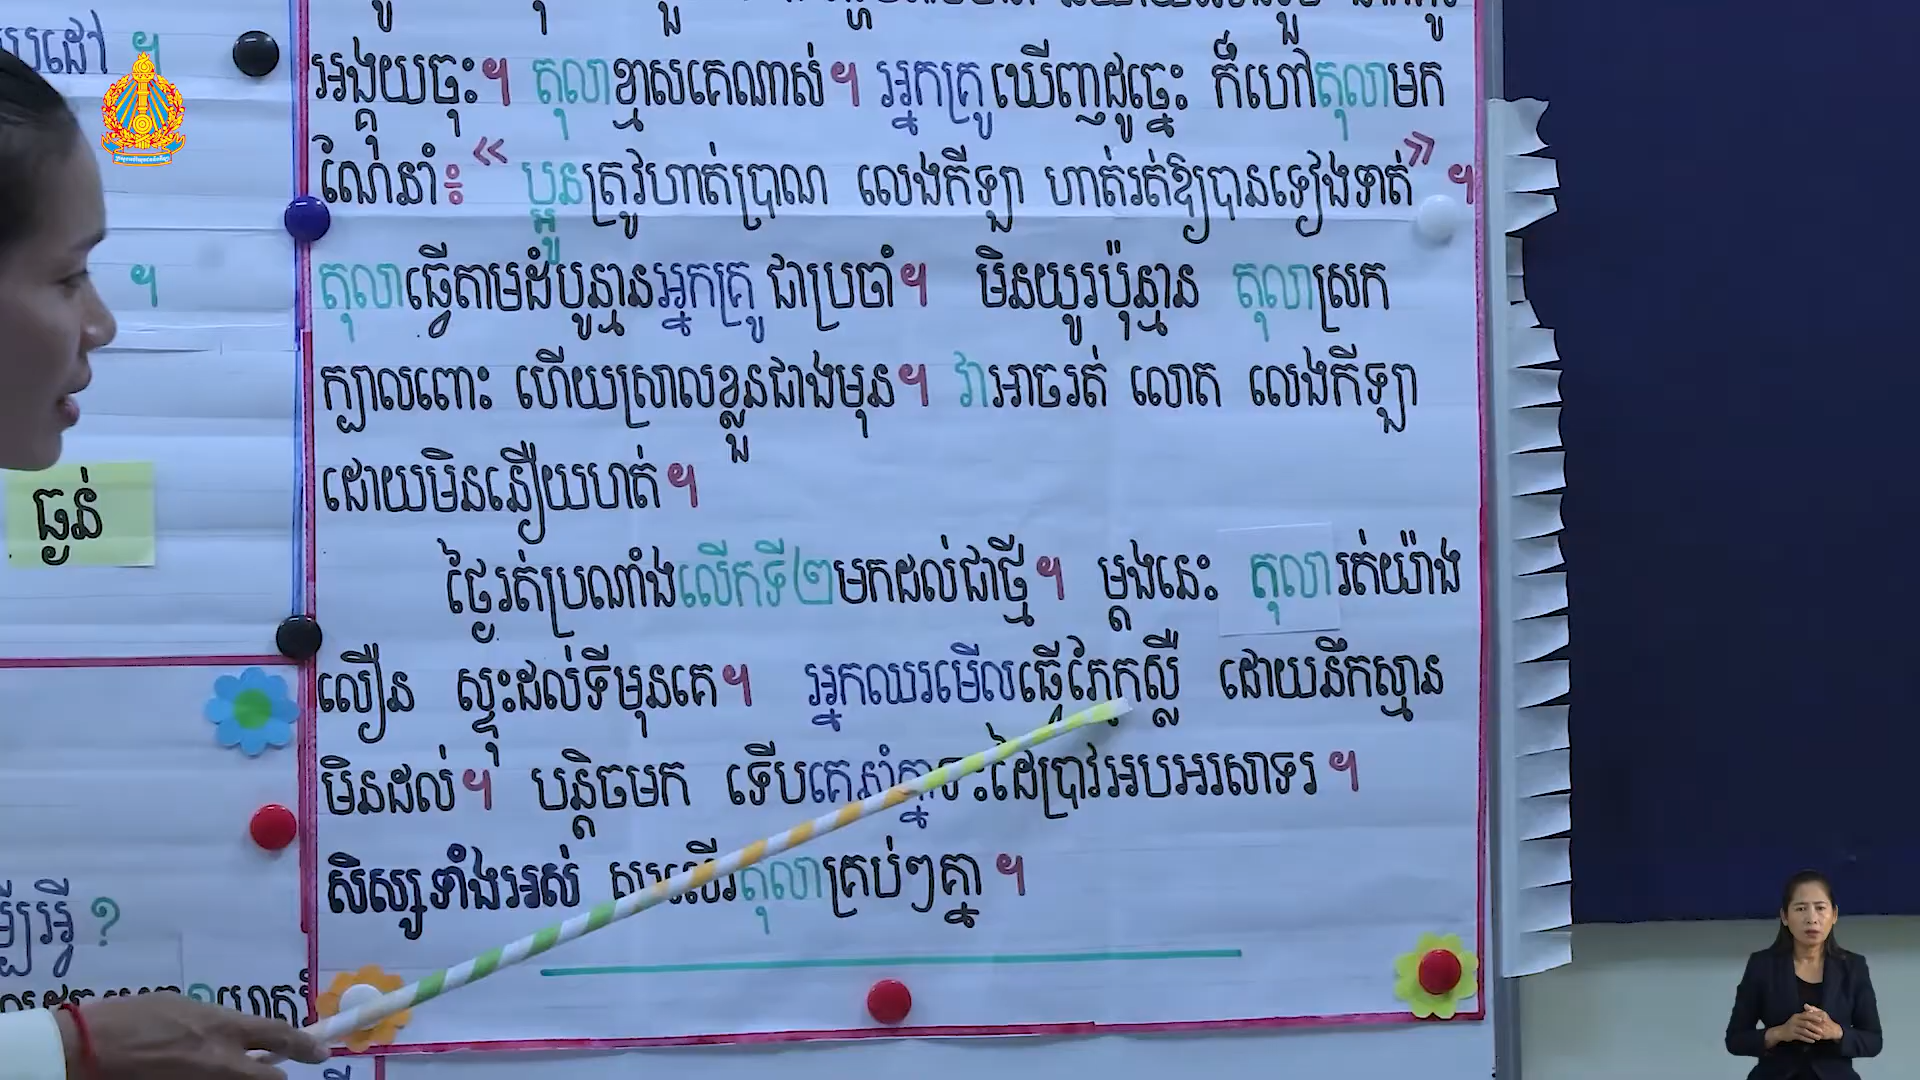 អង្គុយចុះ។ តុលាខ្មាសគេណាស់។ អ្នកគ្រូឃើញដូច្នេះ ក៏ហៅតុលាមក
ណែនាំ៖ « ប្អូនត្រូវហាត់ប្រាណ លេងកីឡា ហាត់រត់ឱ្យបានទៀងទាត់» ។
តុលាធ្វើតាមដំបូន្មានអ្នកគ្រូ ជាប្រចាំ។ មិនយូរប៉ុន្មាន តុលាស្រក
ក្បាលពោះ ហើយស្រាលខ្លួនជាងមុន។ វាអាចរត់ លោត លេងកីឡា
ដោយមិននឿយហត់។
ថ្ងៃរត់ប្រណាំងលើកទី២មកដល់ជាថ្មី។ ម្ដងនេះ តុលារត់យ៉ាង
លឿន ស្ទុះដល់ទីមុនគេ។ អ្នកឈរមើលធ្វើភ្នែកស្លឺ ដោយនឹកស្មាន
មិនដល់។ បន្តិចមក ទើបគេនាំគ្នាទះដៃប្រាវអបអរសាទរ។
សិស្សទាំងអស់ សរសើរតុលាគ្រប់ៗគ្នា។
ធ្ងន់